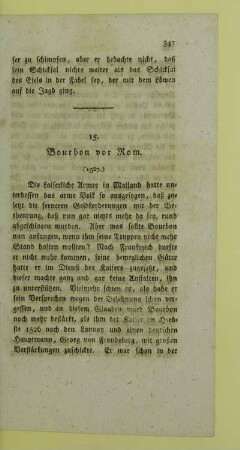 347
ser zu schimpfen, aber er bedachte nicht, daß
sein Schicksal nichts weiter als das Schicksal
des Esels in der Fabel sey, der mit dem Löwen
auf die Jagd ging.
15.
Bourbon vor Rom.
(1527.)
Die kaiserliche Armee in Mailand hatte un-
terdessen das arme Volk so ausgesogen, daß zu-
letzt die ferneren Geldforderungen mit der Be-
theuerung, daß nun gar nichts mehr da sey, rund
abgeschlagen wurden. Was aber sollte Bourbon
nun anfangen, wenn ihm seine Truppen nicht mehr
Stand halten wollten? Nach Frankreich durfte
er nicht mehr kommen, seine beweglichen Güter
hatte er im Dienst des Kaisers zugesetzt, und
dieser machte ganz und gar keine Anstalten, ihn
zu unterstützen. Vielmehr schien es, als habe er
sein Versprechen wegen der Belehnung schon ver-
gessen, und in diesem Glauben ward Bourbon
noch mehr bestärkt, als ihm der Kaiser im Herb-
ste 1526 noch den Lannoy und einen deutschen
Hauptmann, Georg von Frondsberg, mit großen
Verstärkungen zuschickte. Er war schon in der